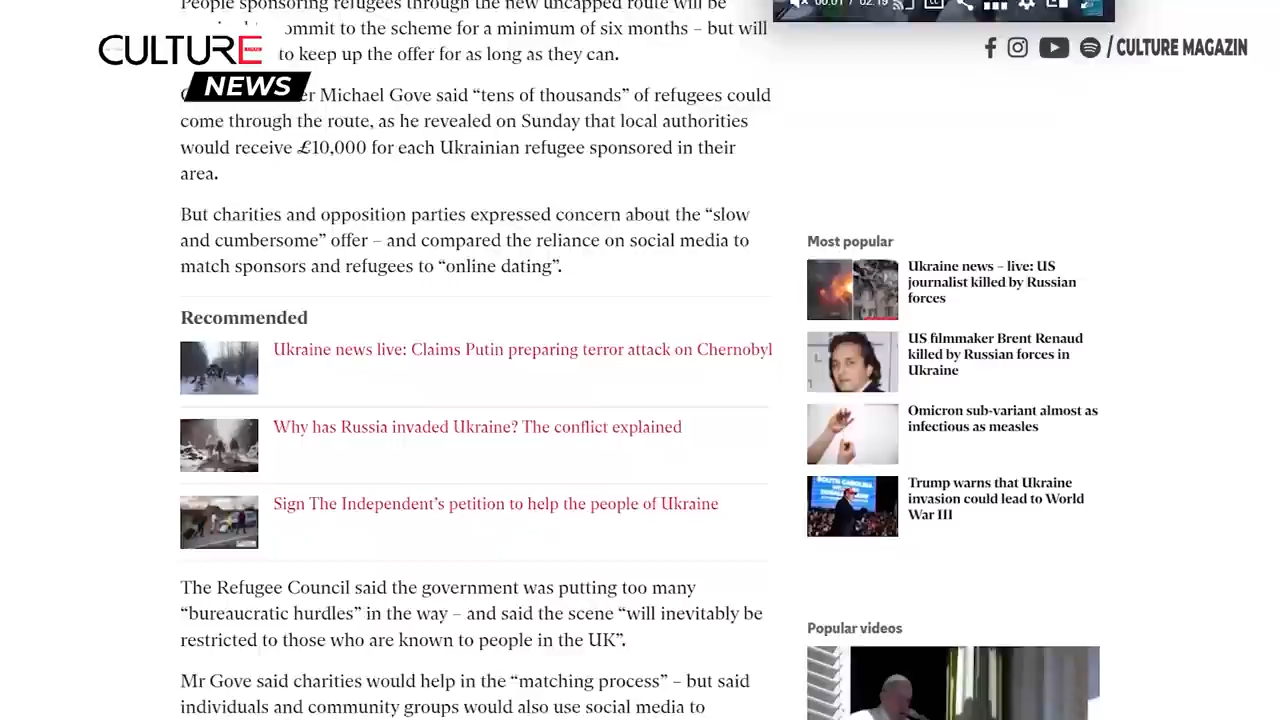 People sponsoring refugees through the new uncapped route will be
ommit to the scheme for a minimum of six months – but will
to keep up the offer for as long as they can.
CULTURE
NEWS
er Michael Gove said “tens of thousands” of refugees could
come through the route, as he revealed on Sunday that local authorities
would receive £10,000 for each Ukrainian refugee sponsored in their
area.
But charities and opposition parties expressed concern about the “slow
and cumbersome” offer – and compared the reliance on social media to
match sponsors and refugees to “online dating”.
Recommended
Ukraine news live: Claims Putin preparing terror attack on Chernobyl
Why has Russia invaded Ukraine? The conflict explained
Sign The Independent’s petition to help the people of Ukraine
The Refugee Council said the government was putting too many
“bureaucratic hurdles” in the way – and said the scene “will inevitably be
restricted to those who are known to people in the UK”.
Mr Gove said charities would help in the “matching process” – but said
individuals and community groups would also use social media to
00:01 / 02:19
/ CULTURE MAGAZIN
Most popular
Ukraine news – live: US
journalist killed by Russian
forces
US filmmaker Brent Renaud
killed by Russian forces in
Ukraine
Omicron sub-variant almost as
infectious as measles
Trump warns that Ukraine
invasion could lead to World
War III
SOUTH CAROLINA
Popular videos